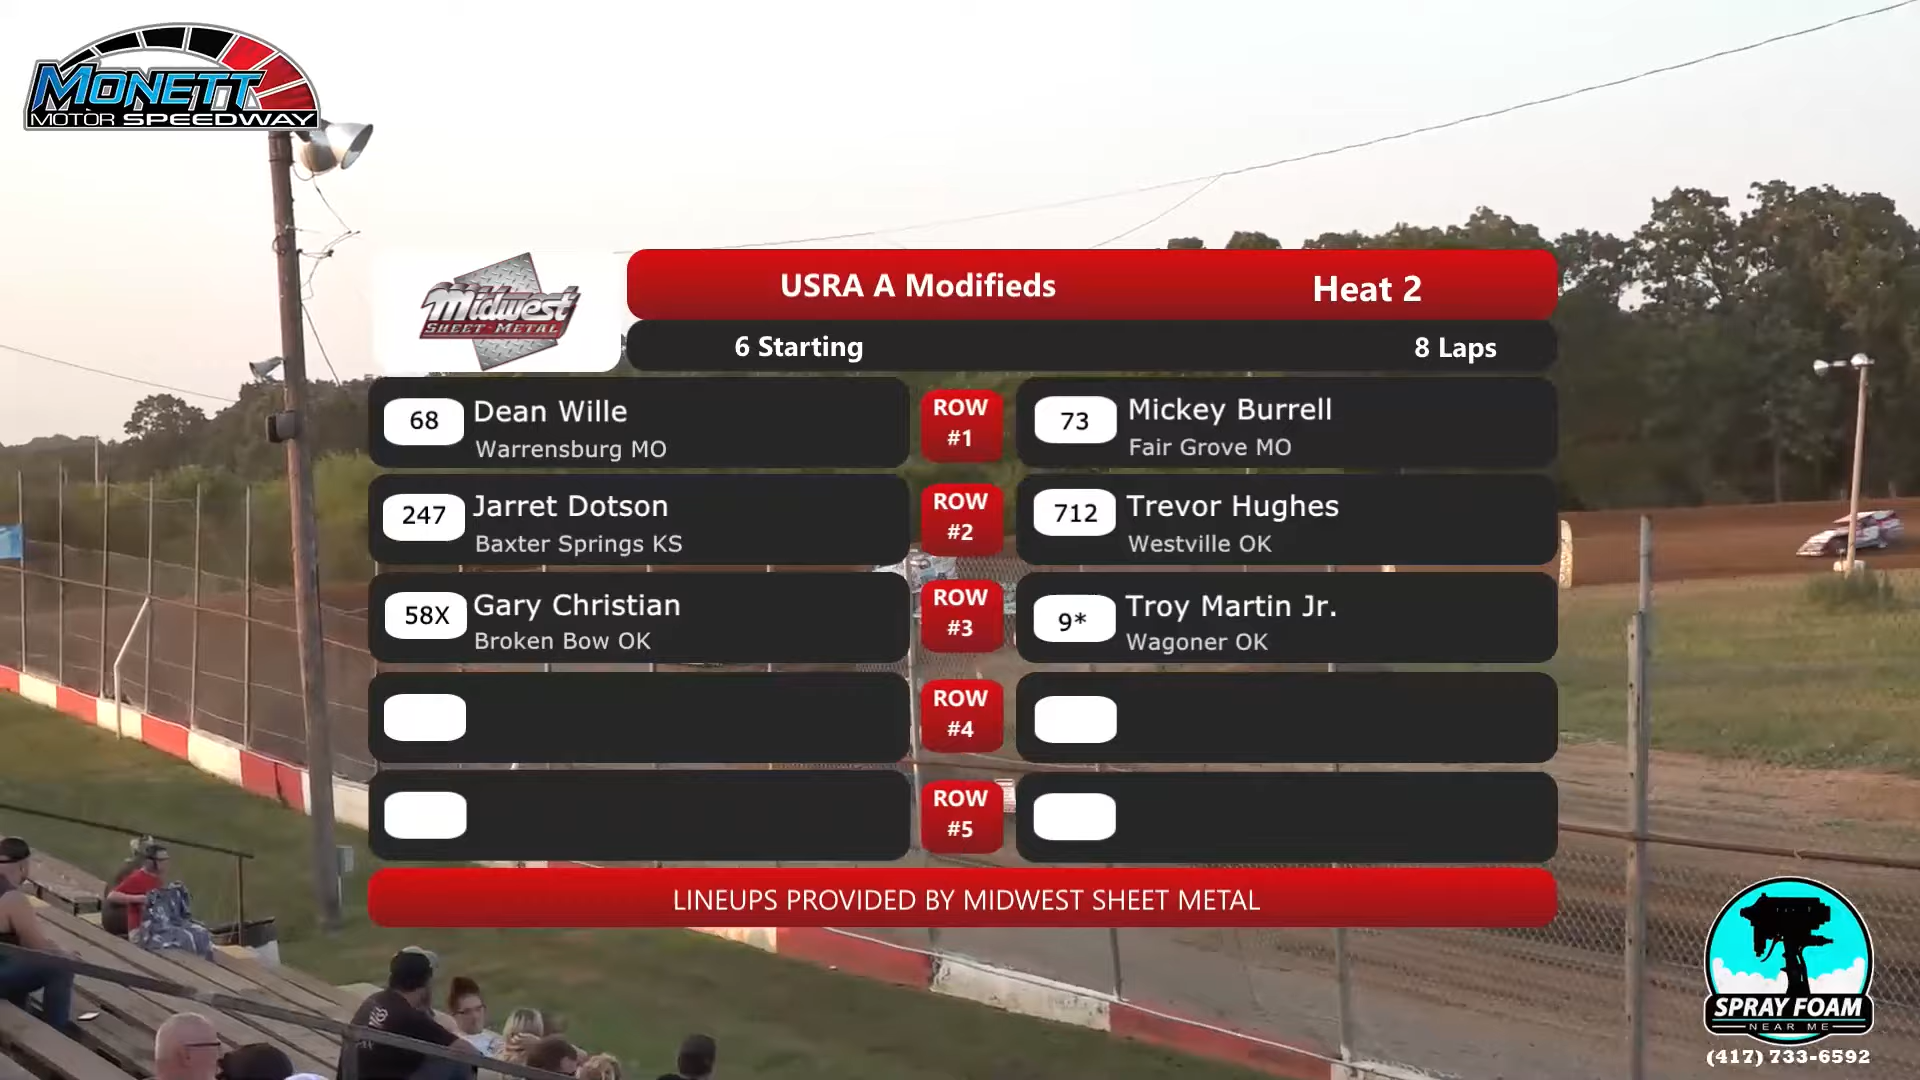 MONETT
MOTOR SPEEDWAY
Midwest
SHEET-METAL
USRA A Modifieds
Heat 2
6 Starting
8 Laps
68
Dean Wille
Warrensburg MO
ROW
#1
73
Mickey Burrell
Fair Grove MO
247
Jarret Dotson
Baxter Springs KS
ROW
#2
712
Trevor Hughes
Westville OK
58X
Gary Christian
Broken Bow OK
ROW
#3
9*
Troy Martin Jr.
Wagoner OK
ROW
#4
ROW
#5
LINEUPS PROVIDED BY MIDWEST SHEET METAL
SPRAY FOAM
NEAR ME
(417) 733-6592